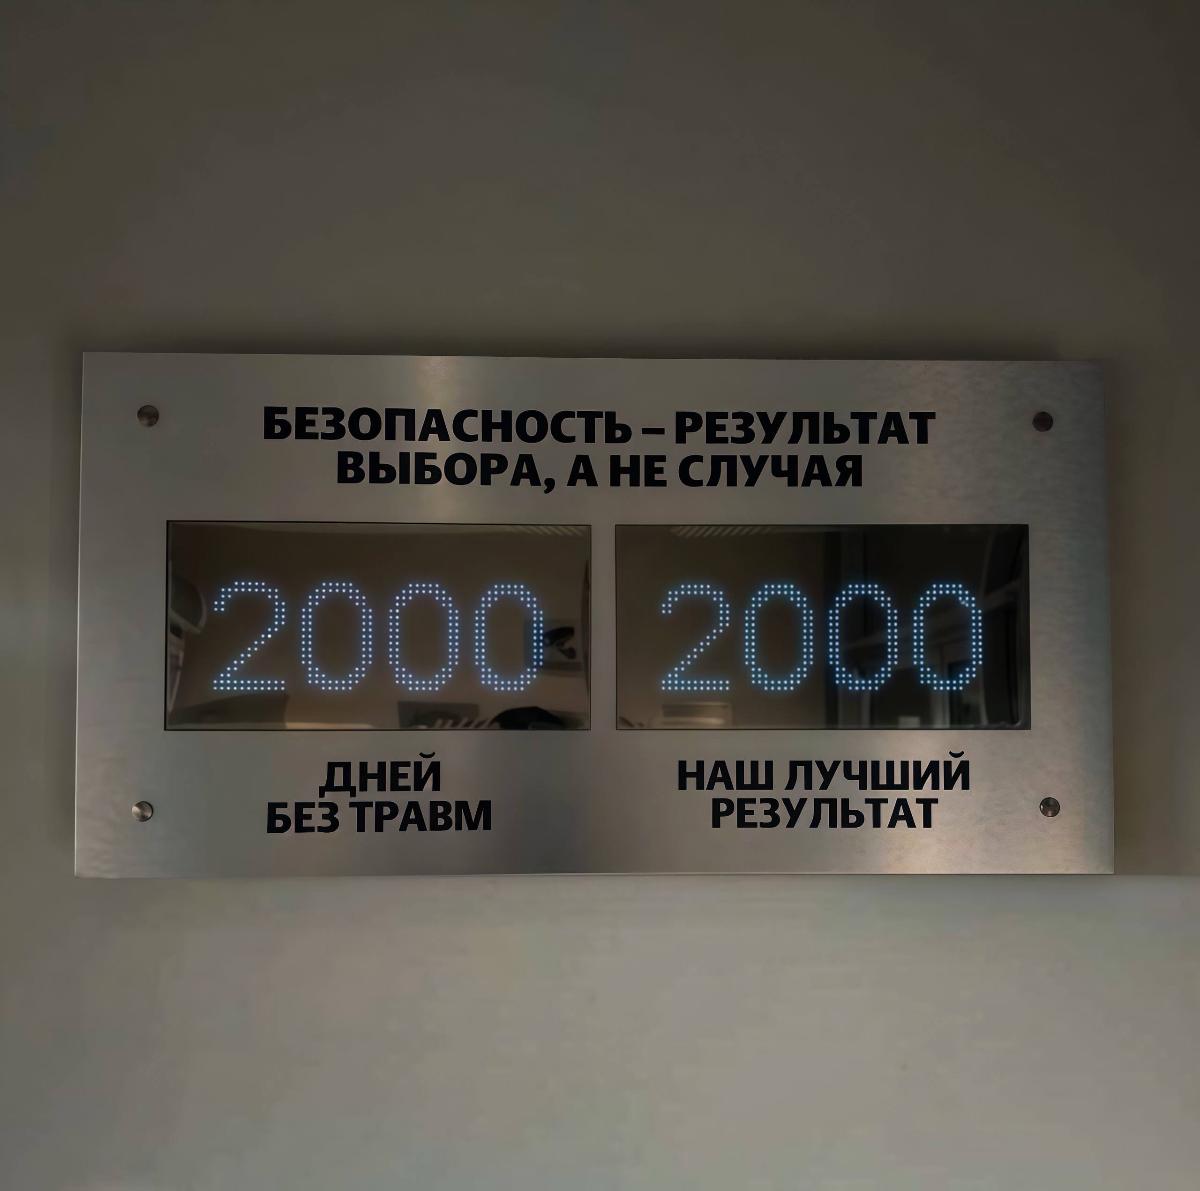 БЕЗОПАСНОСТЬ – РЕЗУЛЬТАТ
ВЫБОРА, А НЕ СЛУЧАЯ
2000 2000
ДНЕЙ
БЕЗ ТРАВМ
НАШ ЛУЧШИЙ
РЕЗУЛЬТАТ